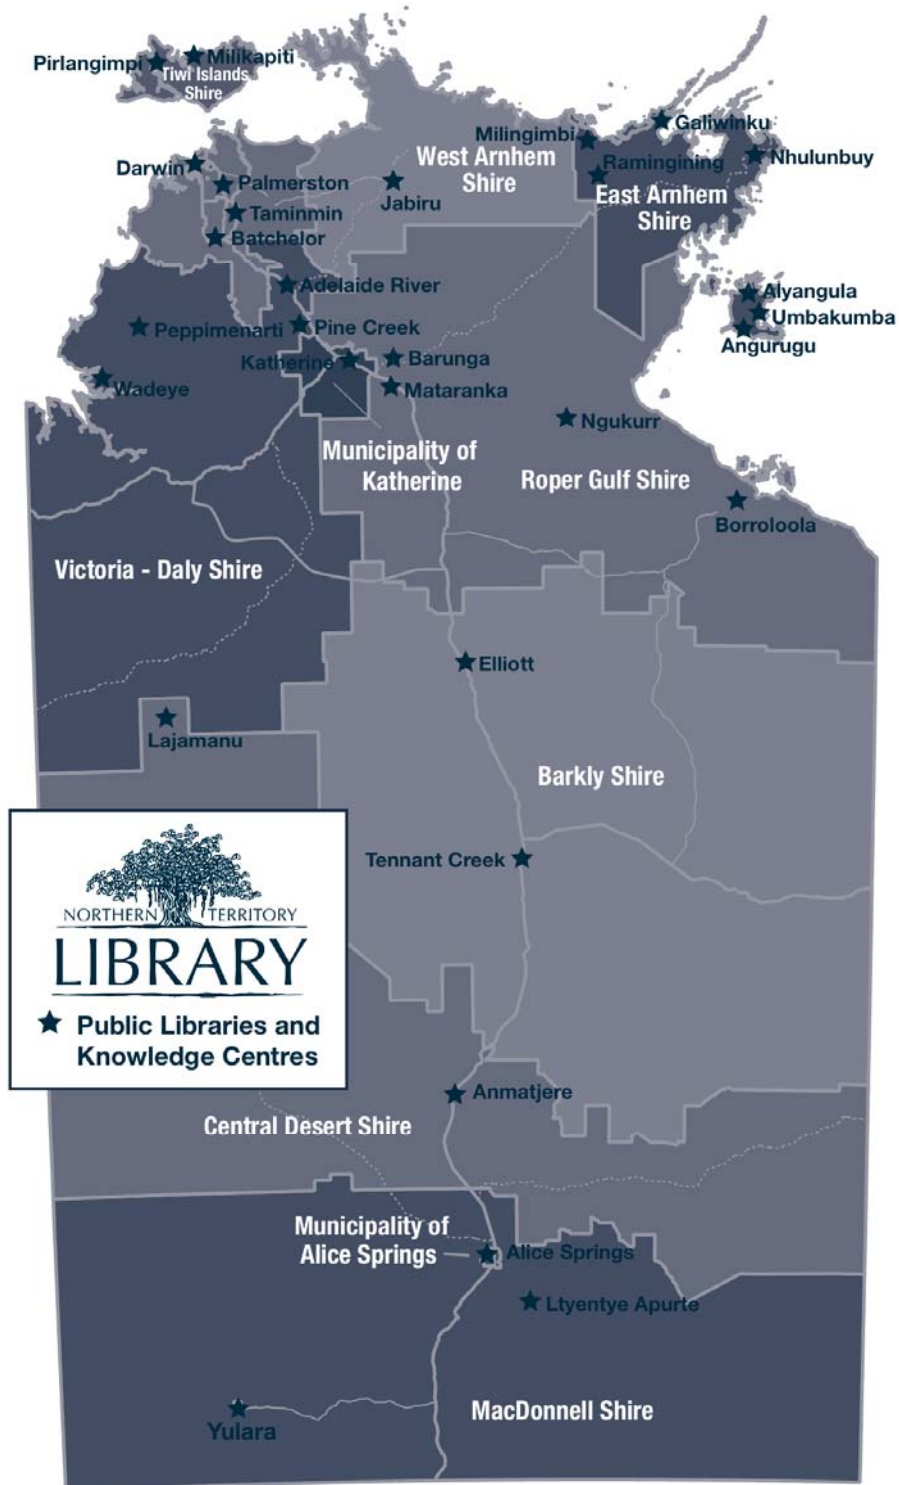 Pirlangimpi
Milikapiti
Tiwi Islands
Shire
Milingimbi
Galiwinku
Darwin
West Arnhem
Shire
Ramingining
Nhulunbuy
Palmerston
Jabiru
East Arnhem
Shire
Taminmin
Batchelor
Adelaide River
Alyangula
Umbakumba
Angurugu
Peppimenarti
Pine Creek
Katherine
Barunga
Wadeye
Mataranka
Ngukurr
Municipality of
Katherine
Roper Gulf Shire
Borroloola
Victoria - Daly Shire
Elliott
Lajamanu
Barkly Shire
Tennant Creek
NORTHERN TERRITORY
LIBRARY
Public Libraries and
Knowledge Centres
Anmatjere
Central Desert Shire
Municipality of
Alice Springs
Alice Springs
Ltyentye Apurte
MacDonnell Shire
Yulara